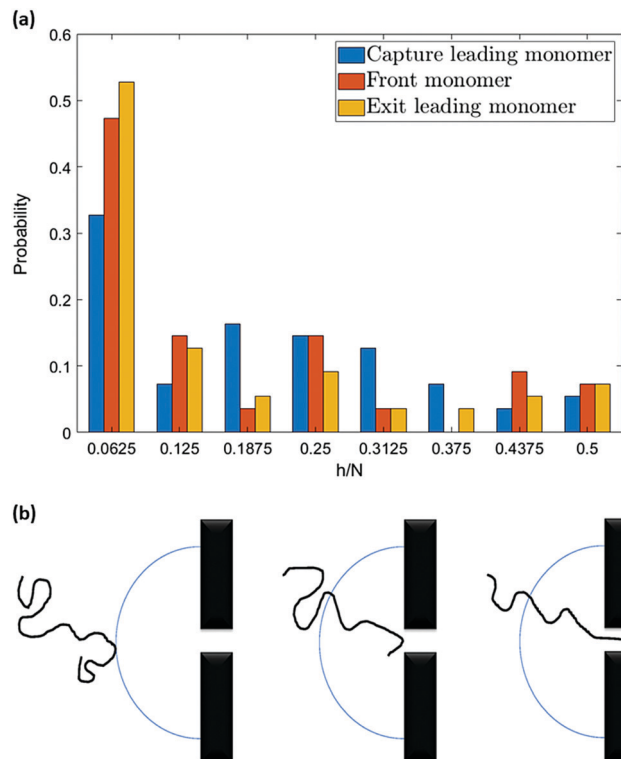 (a)
0.6
0.5
0.4
0.3
0.2
0.1
0
Probability
Capture leading monomer
Front monomer
Exit leading monomer
0.0625 0.125 0.1875 0.25 0.3125 0.375 0.4375 0.5
h/N
(b)